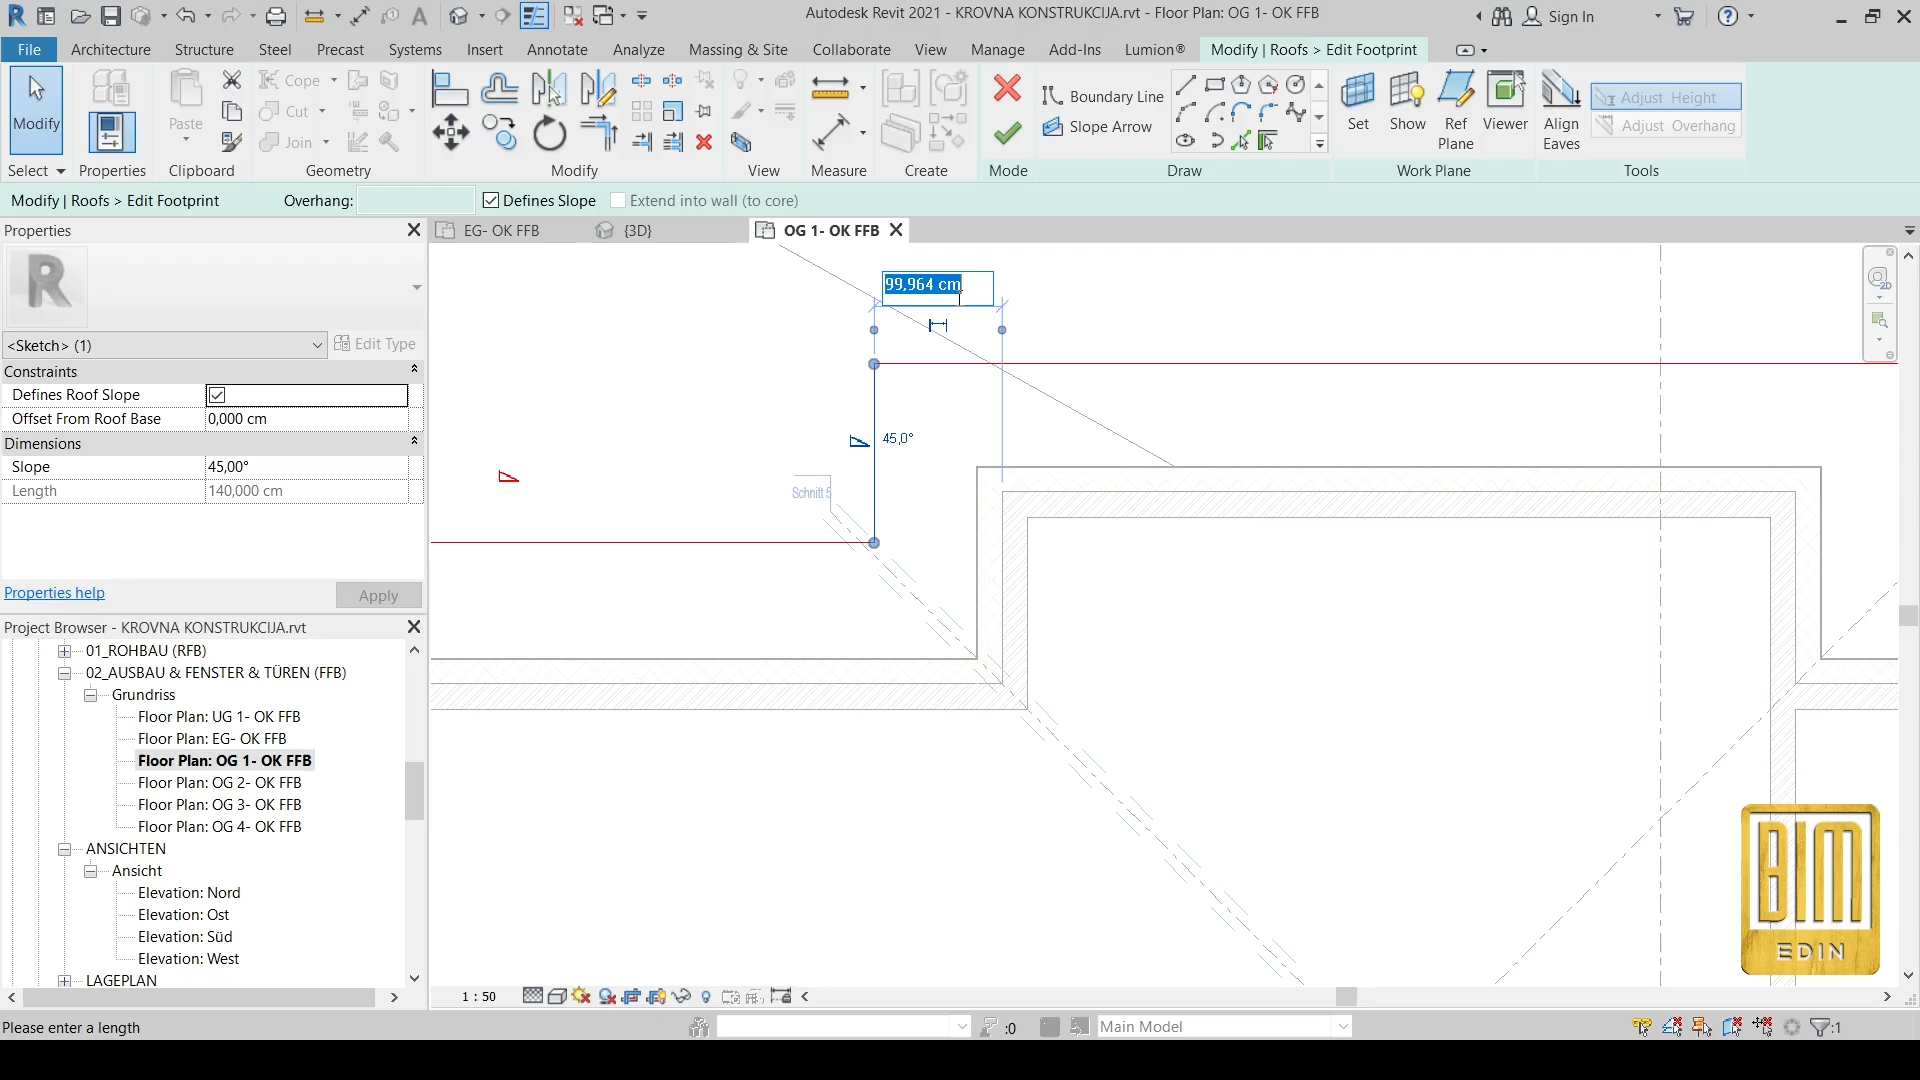 Autodesk Revit 2021 - KROVNA KONSTRUKCIJA.rvt - Floor Plan: OG 1- OK FFB
Sign In
File
Architecture
Structure
Steel
Precast
Systems
Insert
Annotate
Analyze
Massing & Site
Collaborate
View
Manage
Add-Ins
Lumion®
Modify | Roofs > Edit Footprint
Modify
Paste
Cope
Cut
Join
Boundary Line
Slope Arrow
Set
Show
Ref
Plane
Viewer
Align
Eaves
Adjust Height
Adjust Overhang
Select
Properties
Clipboard
Geometry
Modify
View
Measure
Create
Mode
Draw
Work Plane
Tools
Modify | Roofs > Edit Footprint
Overhang:
Defines Slope
Extend into wall (to core)
Properties
EG- OK FFB
{3D}
OG 1- OK FFB
R
<Sketch> (1)
Edit Type
Constraints
Defines Roof Slope
Offset From Roof Base
0,000 cm
Dimensions
Slope
45,00°
Length
140,000 cm
Properties help
Apply
99,964 cm
45,0°
Schnitt 5
2D
Project Browser - KROVNA KONSTRUKCIJA.rvt
01_ROHBAU (RFB)
02_AUSBAU & FENSTER & TÜREN (FFB)
Grundriss
Floor Plan: UG 1- OK FFB
Floor Plan: EG- OK FFB
Floor Plan: OG 1- OK FFB
Floor Plan: OG 2- OK FFB
Floor Plan: OG 3- OK FFB
Floor Plan: OG 4- OK FFB
ANSICHTEN
Ansicht
Elevation: Nord
Elevation: Ost
Elevation: Süd
Elevation: West
LAGEPLAN
BIM
EDIN
1 : 50
Please enter a length
:0
Main Model
:1